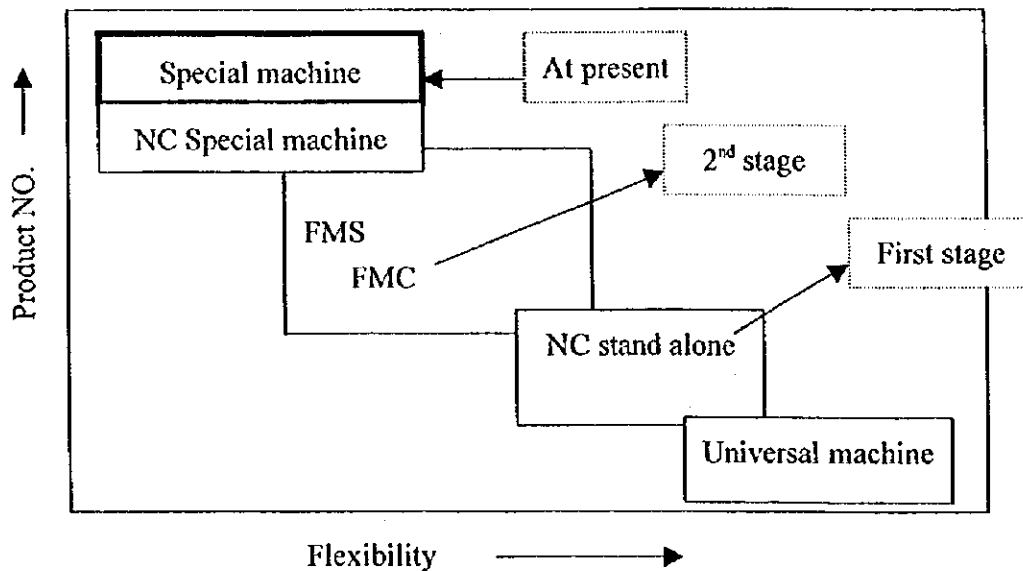 Special machine
At present
NC Special machine
2nd stage
FMS
FMC
First stage
NC stand alone
Universal machine
Product NO.
Flexibility